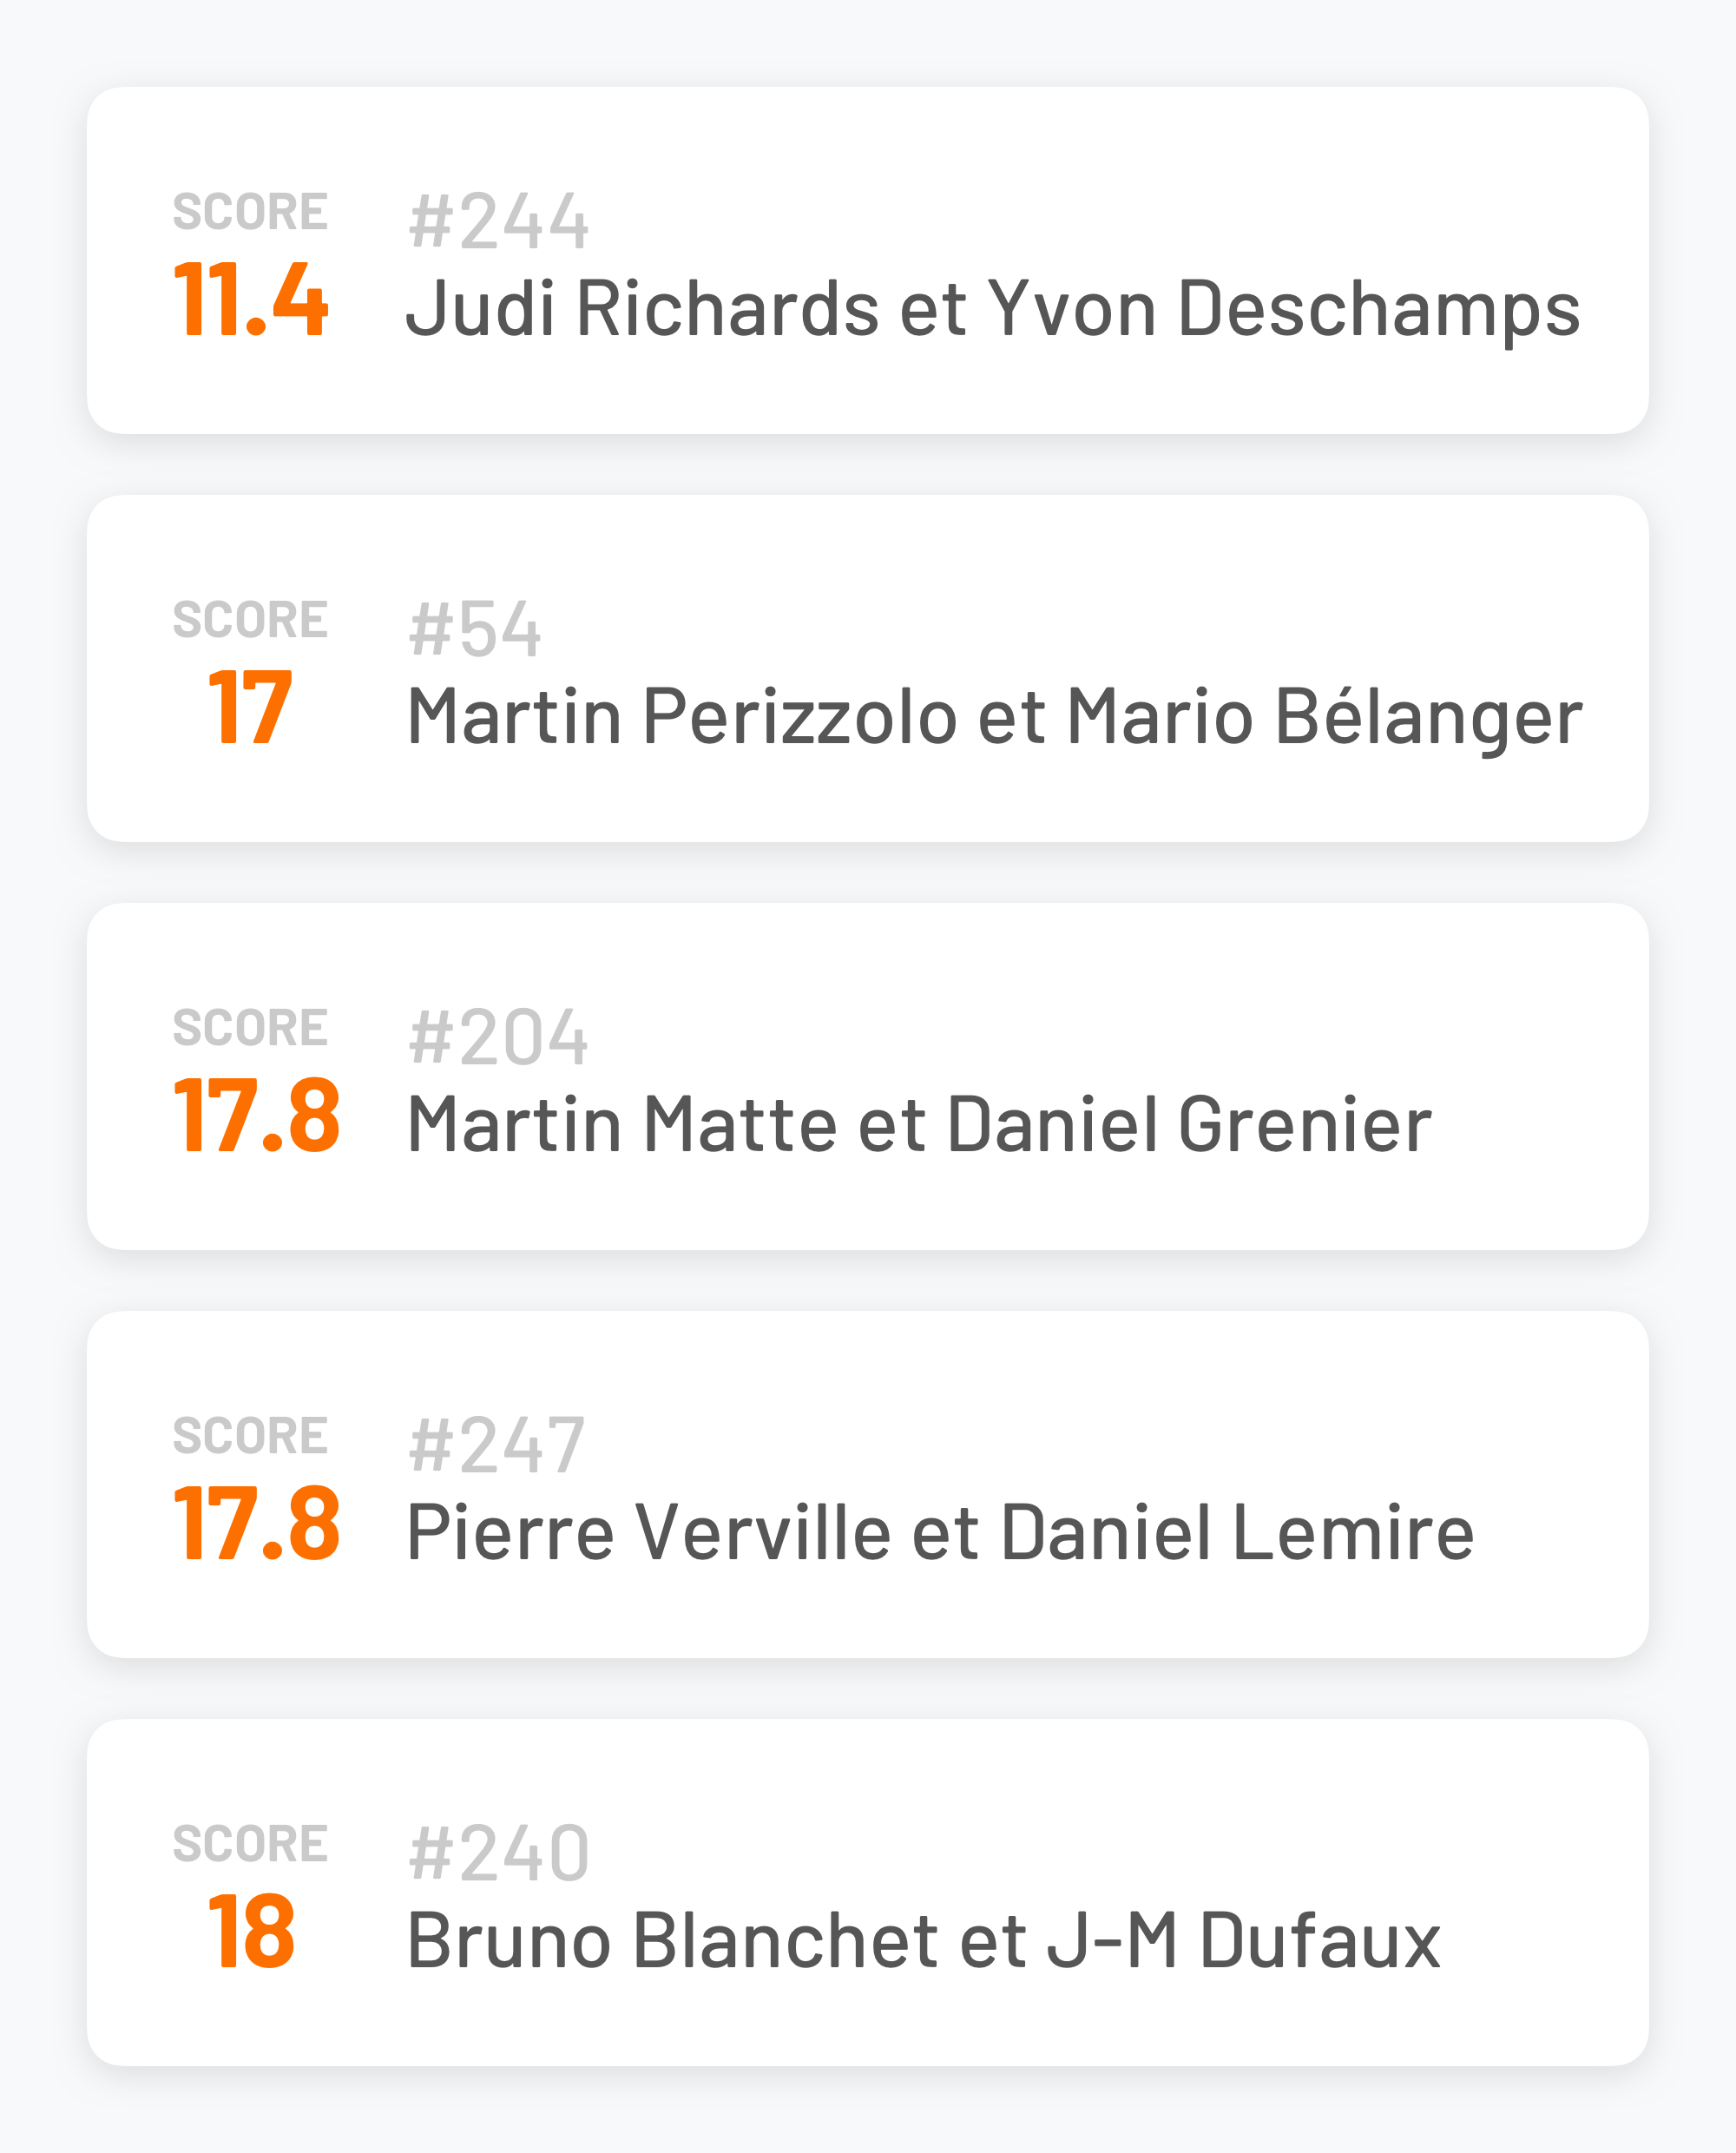 SCORE
11.4
#244
Judi Richards et Yvon Deschamps
SCORE
17
#54
Martin Perizzolo et Mario Bélanger
SCORE
17.8
#204
Martin Matte et Daniel Grenier
SCORE
17.8
#247
Pierre Verville et Daniel Lemire
SCORE
18
#240
Bruno Blanchet et J-M Dufaux